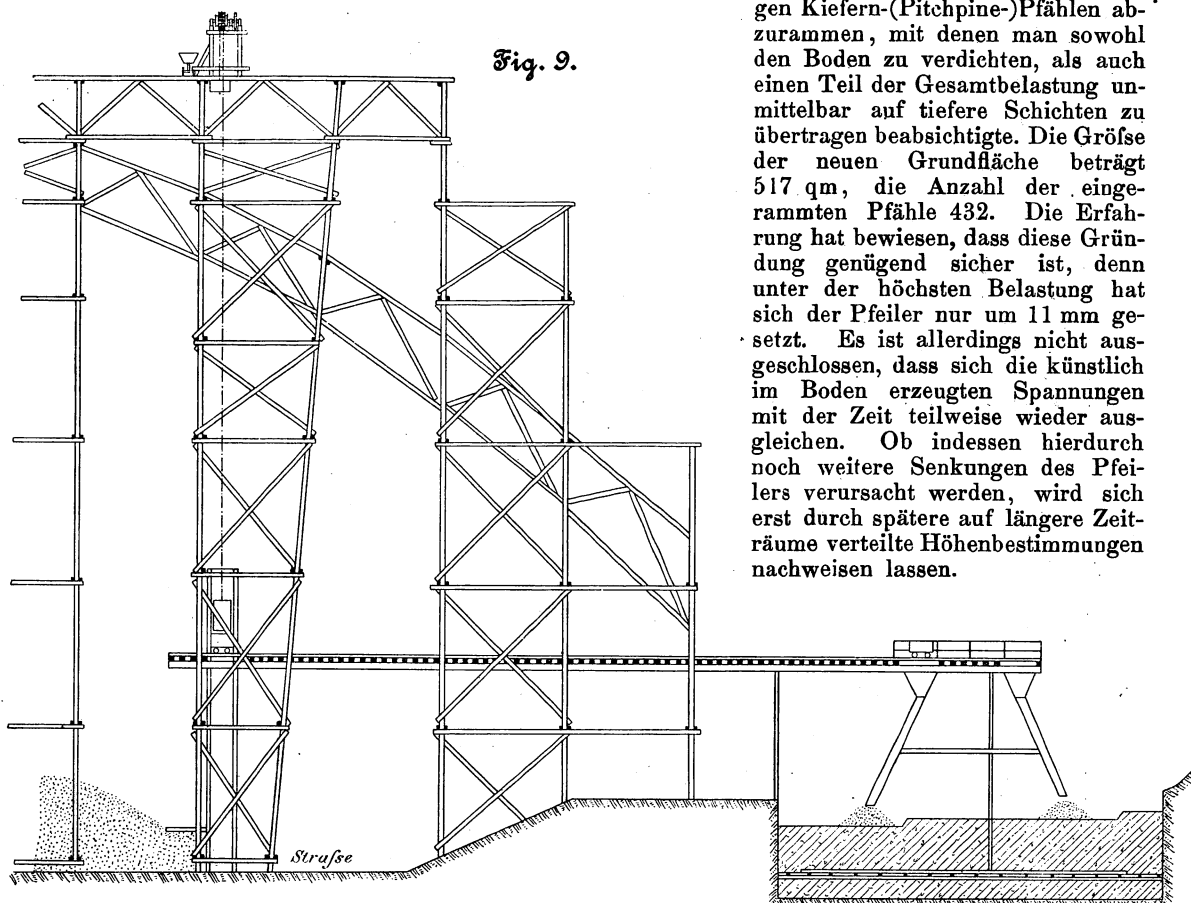 Fig. 9.
gen Kiefern-(Pitchpine-)Pfählen ab-
zurammen, mit denen man sowohl
den Boden zu verdichten, als auch
einen Teil der Gesamtbelastung un-
mittelbar auf tiefere Schichten zu
übertragen beabsichtigte. Die Gröſse
der neuen Grundfläche beträgt
517 qm, die Anzahl der einge-
rammten Pfähle 432. Die Erfah-
rung hat bewiesen, dass diese Grün-
dung genügend sicher ist, denn
unter der höchsten Belastung hat
sich der Pfeiler nur um 11 mm ge-
setzt. Es ist allerdings nicht aus-
geschlossen, dass sich die künstlich
im Boden erzeugten Spannungen
mit der Zeit teilweise wieder aus-
gleichen. Ob indessen hierdurch
noch weitere Senkungen des Pfei-
lers verursacht werden, wird sich
erst durch spätere auf längere Zeit-
räume verteilte Höhenbestimmungen
nachweisen lassen.
Straſse